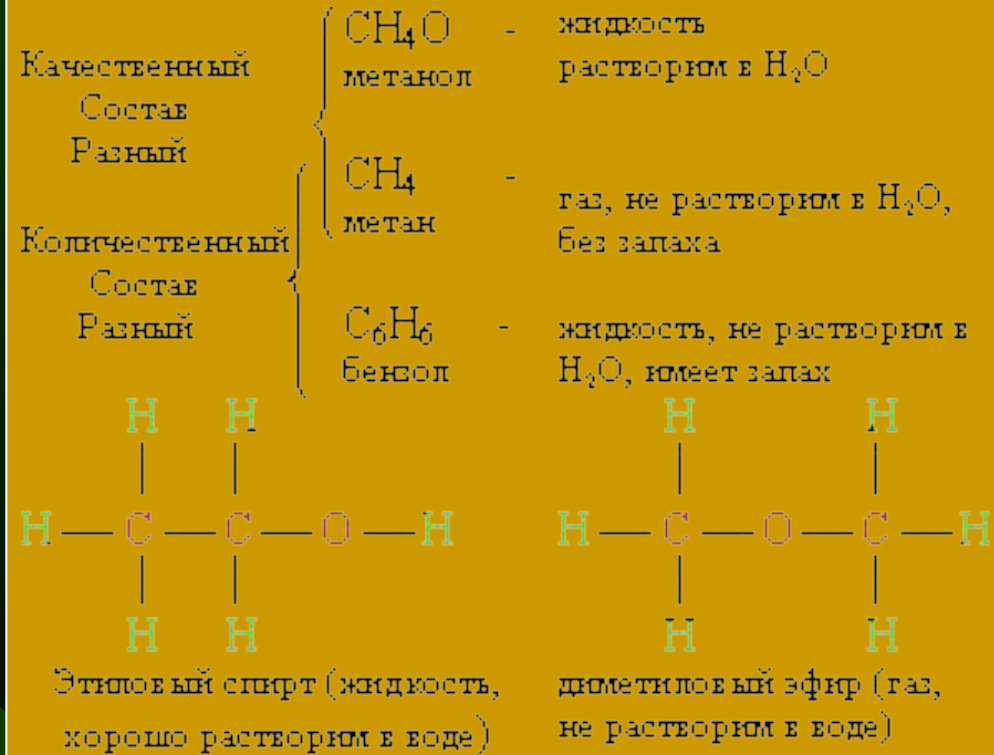 Качественный
Состав
Разный
Количественный
Состав
Разный
CH₄O - жидкость
метанол растворим в H₂O
CH₄ - газ, не растворим в H₂O,
метан без запаха
C₆H₆ - жидкость, не растворим в
бензол H₂O, имеет запах
H H
H — C — C — O — H
H H
Этиловый спирт (жидкость,
хорошо растворим в воде)
H H
H — C — O — C — H
H H
диметиловый эфир (газ,
не растворим в воде)